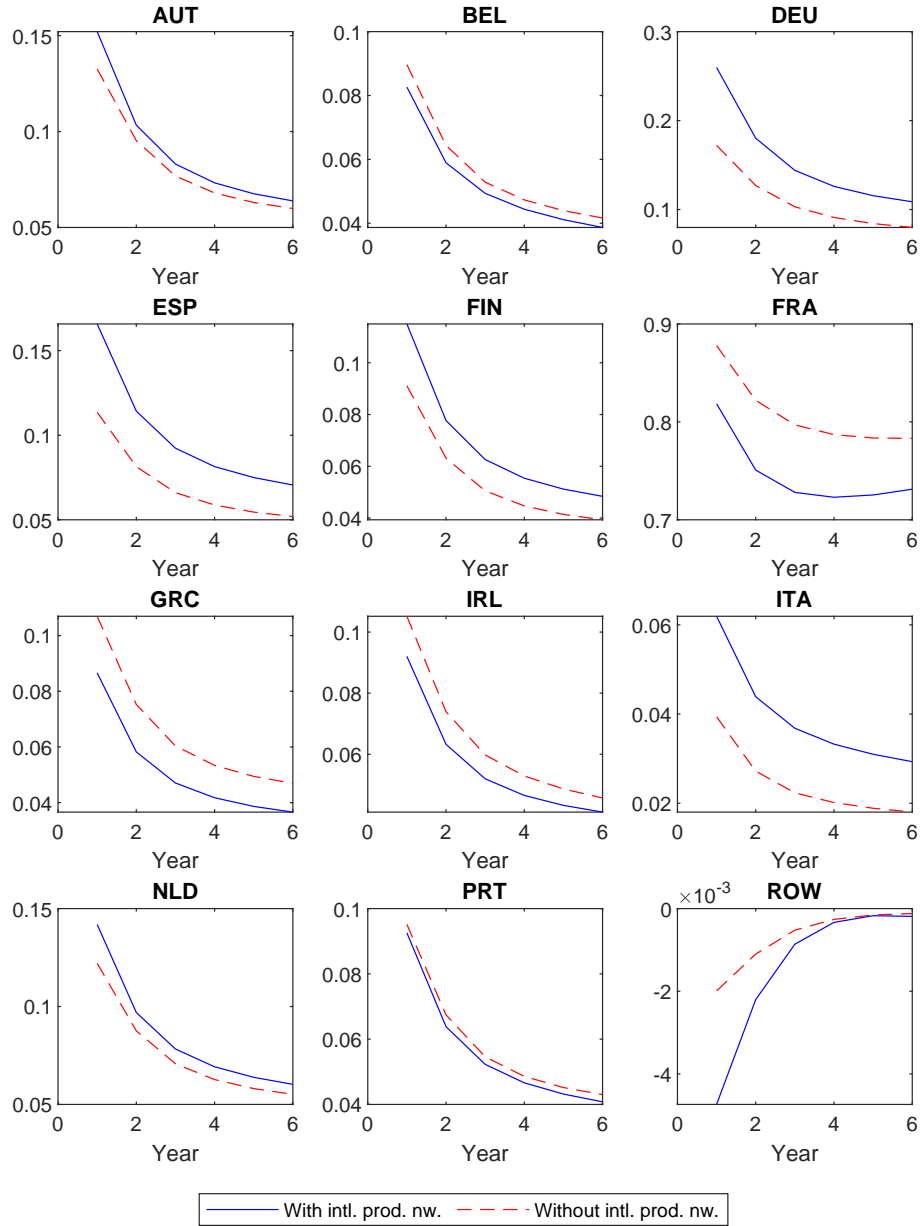 AUT BEL DEU
0.15 0.1 0.05
0 2 4 6
Year
0.1 0.08 0.06 0.04
0 2 4 6
Year
0.3 0.2 0.1
0 2 4 6
Year
ESP FIN FRA
0.15 0.1 0.05
0 2 4 6
Year
0.1 0.08 0.06 0.04
0 2 4 6
Year
0.9 0.8 0.7
0 2 4 6
Year
GRC IRL ITA
0.1 0.08 0.06 0.04
0 2 4 6
Year
0.1 0.08 0.06
0 2 4 6
Year
0.06 0.04 0.02
0 2 4 6
Year
NLD PRT ROW
0.15 0.1 0.05
0 2 4 6
Year
0.1 0.08 0.06 0.04
0 2 4 6
Year
×10⁻³
0 -2 -4
0 2 4 6
Year
With intl. prod. nw. Without intl. prod. nw.